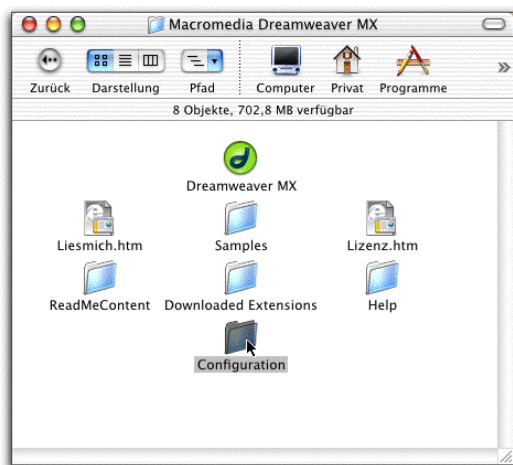 Macromedia Dreamweaver MX
Zurück Darstellung Pfad Computer Privat Programme
8 Objekte, 702,8 MB verfügbar
Dreamweaver MX
Liesmich.htm Samples Lizenz.htm
ReadMeContent Downloaded Extensions Help
Configuration